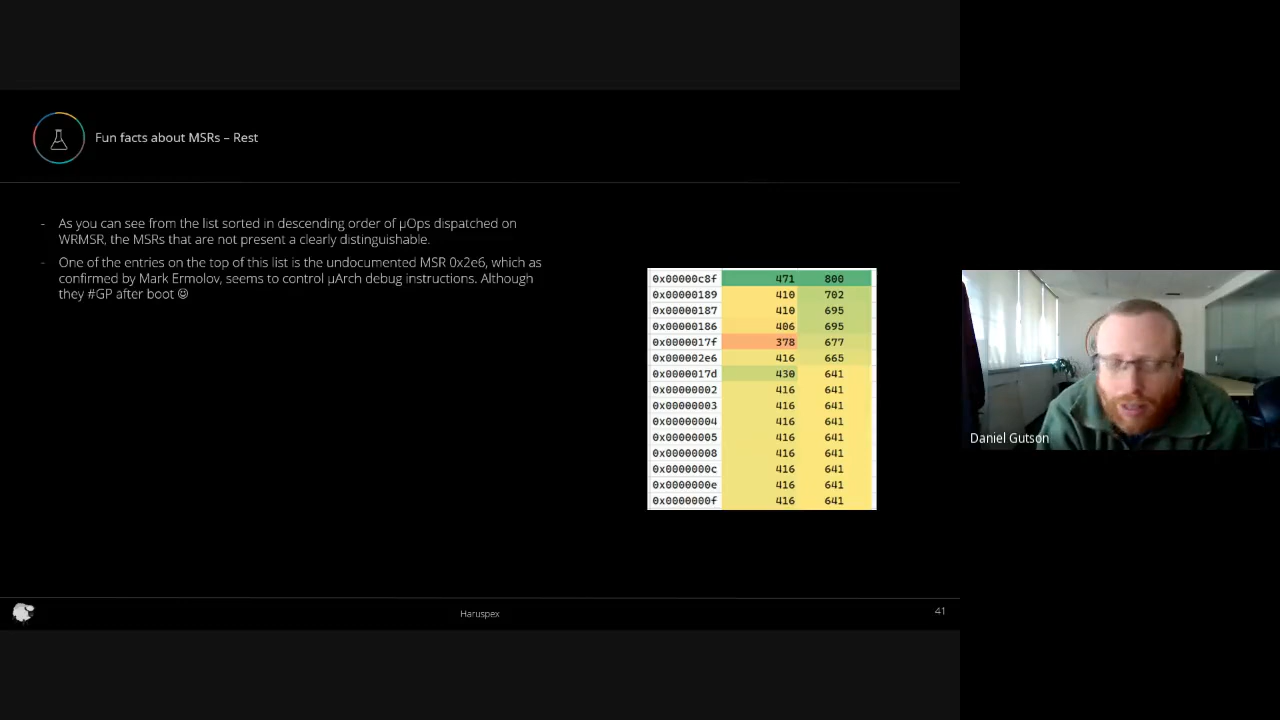 Fun facts about MSRs – Rest
- As you can see from the list sorted in descending order of µOps dispatched on
WRMSR, the MSRs that are not present a clearly distinguishable.
- One of the entries on the top of this list is the undocumented MSR 0x2e6, which as
confirmed by Mark Ermolov, seems to control µArch debug instructions. Although
they #GP after boot ☺
0x00000c8f 471 800
0x00000189 410 702
0x00000187 410 695
0x00000186 406 695
0x0000017f 378 677
0x000002e6 416 665
0x0000017d 430 641
0x00000002 416 641
0x00000003 416 641
0x00000004 416 641
0x00000005 416 641
0x00000008 416 641
0x0000000c 416 641
0x0000000e 416 641
0x0000000f 416 641
Daniel Gutson
Haruspex
41